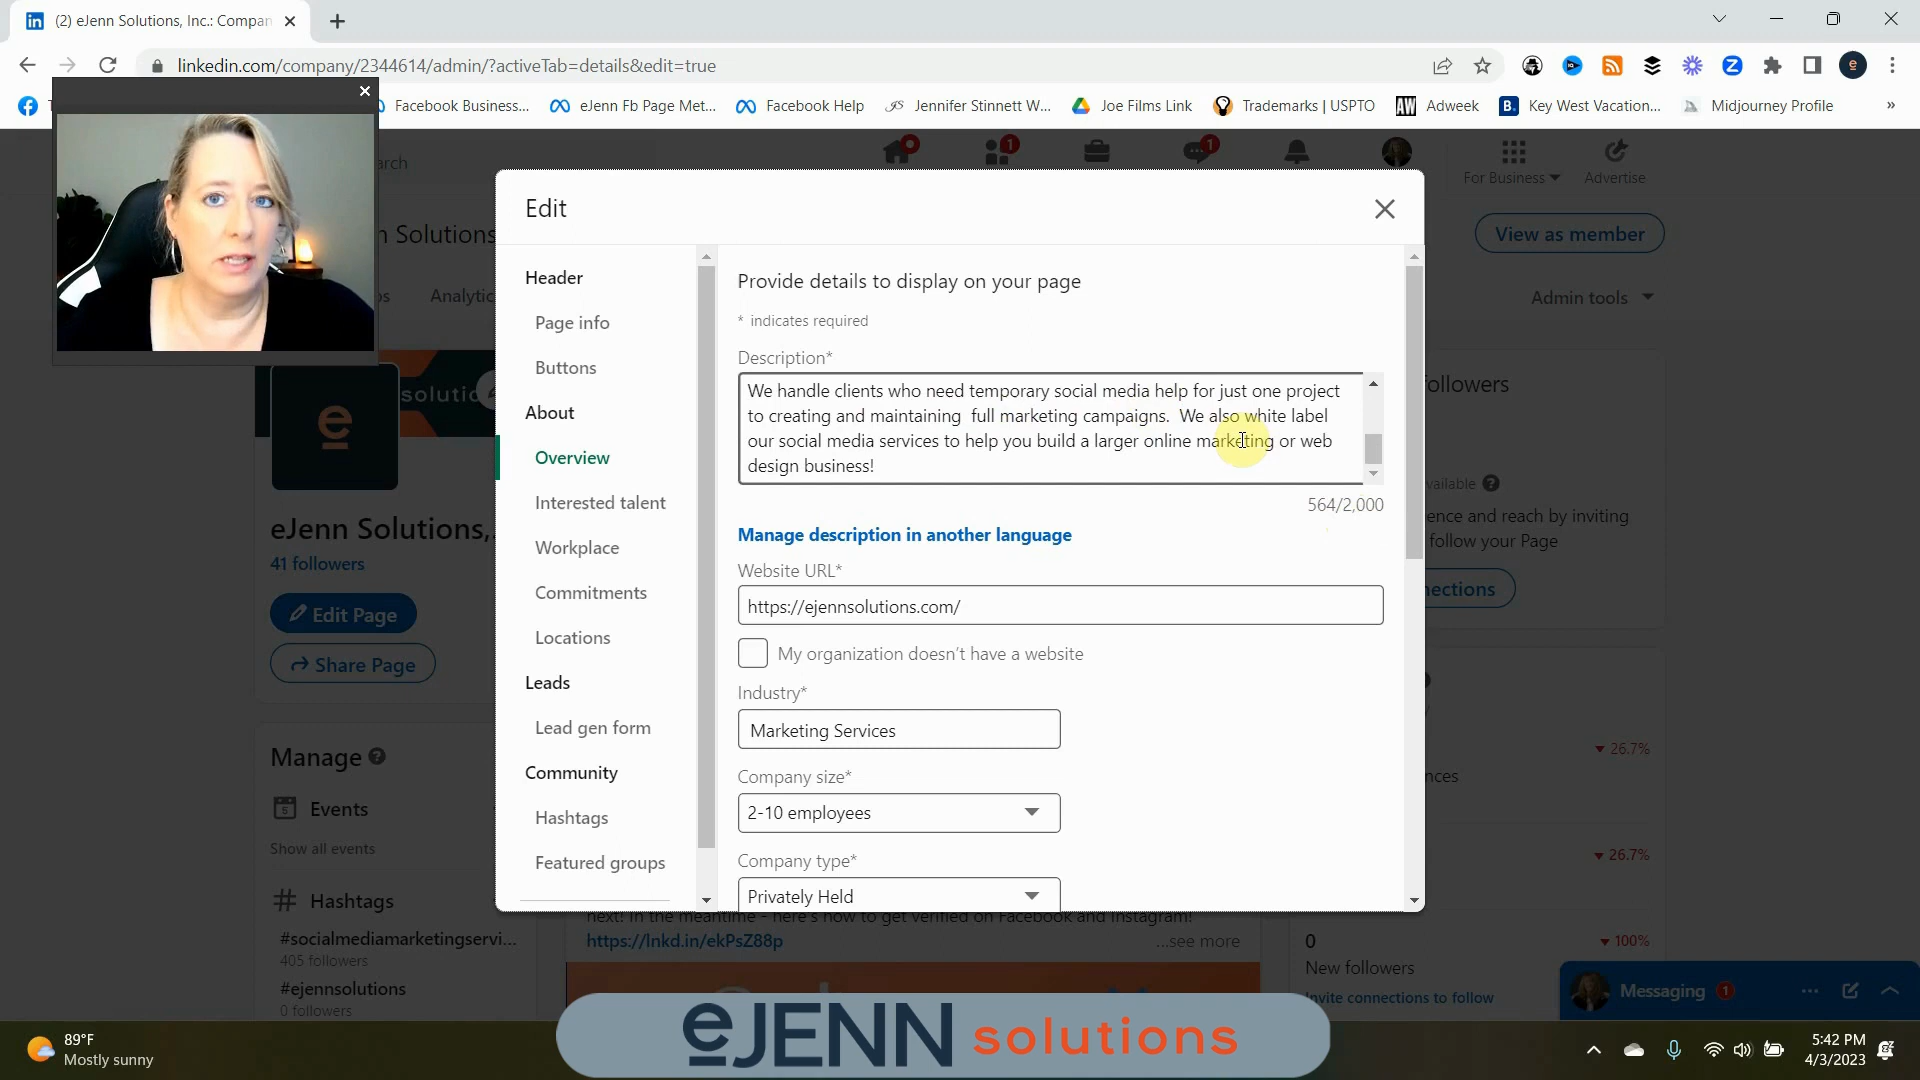 (2) eJenn Solutions, Inc.: Compan
linkedin.com/company/2344614/admin/?activeTab=details&edit=true
Facebook Business...
eJenn Fb Page Met...
Facebook Help
Jennifer Stinnett W...
Joe Films Link
Trademarks | USPTO
Adweek
Key West Vacation...
Midjourney Profile
»
arch
1
1
For Business
Advertise
n Solutions
View as member
Analytic
Admin tools
Edit
Header
Page info
Buttons
About
Overview
Interested talent
Workplace
Commitments
Locations
Leads
Lead gen form
Community
Hashtags
Featured groups
Provide details to display on your page
* indicates required
Description*
We handle clients who need temporary social media help for just one project
to creating and maintaining  full marketing campaigns.  We also white label
our social media services to help you build a larger online marketing or web
design business!
564/2,000
Manage description in another language
Website URL*
https://ejennsolutions.com/
My organization doesn't have a website
Industry*
Marketing Services
Company size*
2-10 employees
Company type*
Privately Held
soluti
eJenn Solutions,
41 followers
Edit Page
Share Page
Manage
Events
Show all events
Hashtags
#socialmediamarketingservi...
405 followers
#ejennsolutions
0 followers
ollowers
vailable
ence and reach by inviting
follow your Page
nections
26.7%
nces
26.7%
next! In the meantime - here's how to get verified on Facebook and Instagram!
https://lnkd.in/ekPsZ88p
...see more
0
100%
New followers
Invite connections to follow
Messaging
1
eJENN solutions
89°F
Mostly sunny
5:42 PM
4/3/2023